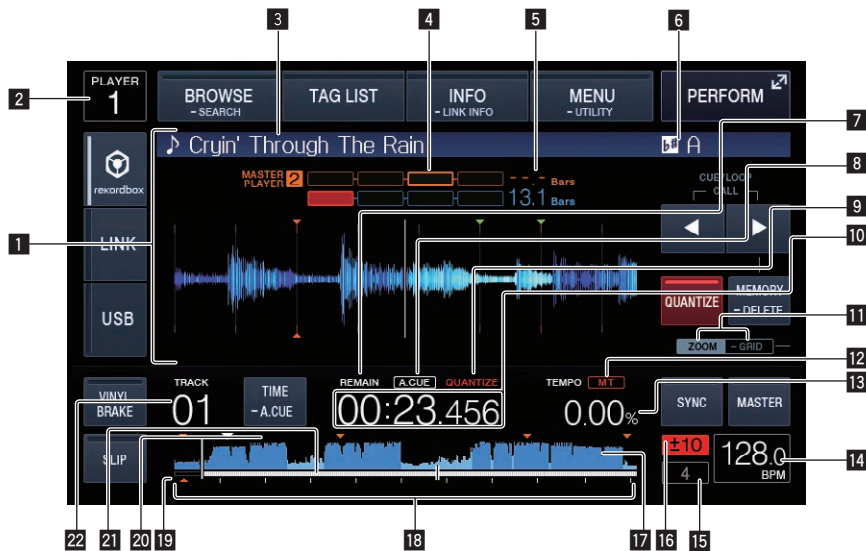 3 4 5 6
PLAYER
1
2
BROWSE
- SEARCH
TAG LIST
INFO
- LINK INFO
MENU
- UTILITY
PERFORM
7
♪ Cryin' Through The Rain
b# A
8
rekordbox
MASTER
PLAYER 2
--.- Bars
13.1 Bars
CUE/LOOP
CALL
9
1
LINK
10
USB
QUANTIZE
MEMORY
- DELETE
11
ZOOM - GRID
12
VINYL
BRAKE
TRACK
01
TIME
- A.CUE
REMAIN A.CUE QUANTIZE
00:23.456
TEMPO MT
0.00%
SYNC
MASTER
13
SLIP
±10
4
128.0
BPM
14
22 21 20 19 18 17 16 15